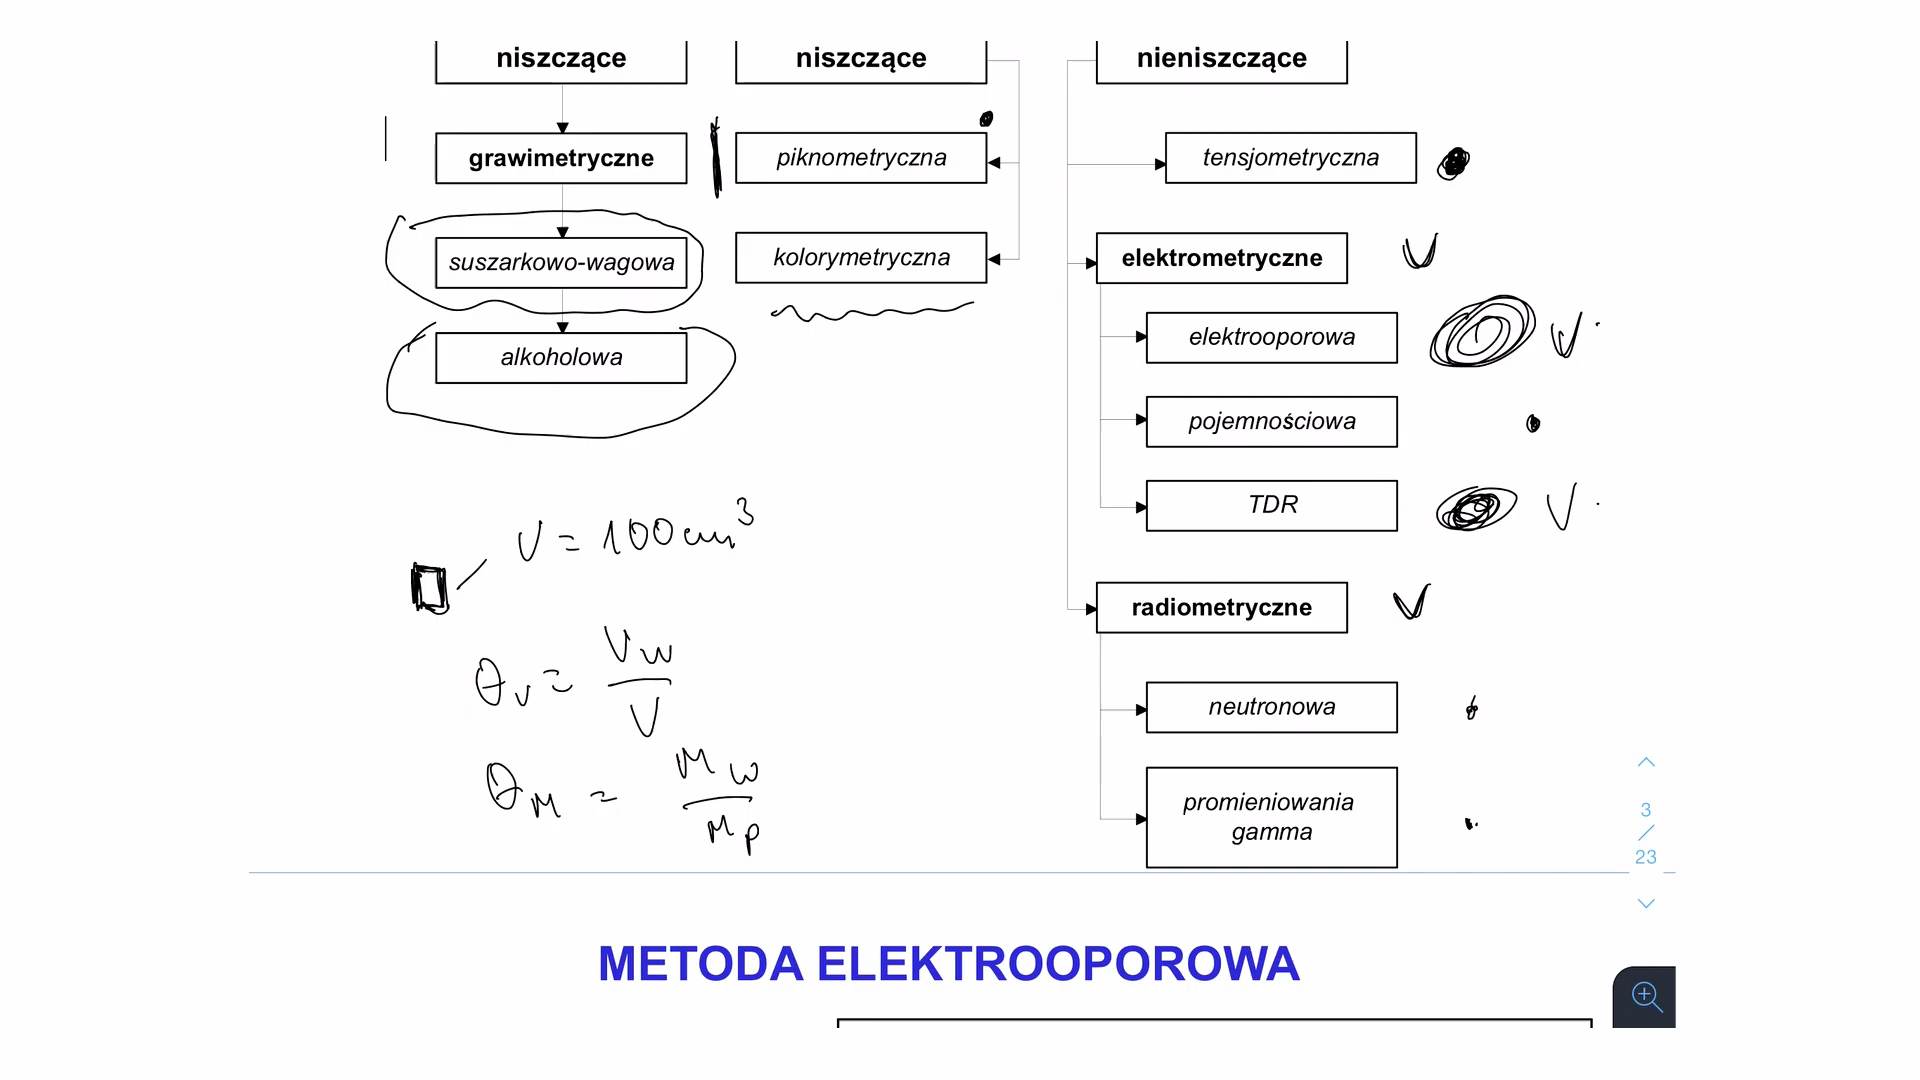 niszczące
niszczące
nieniszczące
grawimetryczne
piknometryczna
tensjometryczna
suszarkowo-wagowa
kolorymetryczna
elektrometryczne
alkoholowa
elektrooporowa
pojemnościowa
TDR
V = 100 cm³
radiometryczne
θv = Vw / V
neutronowa
θM = Mw / Mp
promieniowania
gamma
3
/
23
METODA ELEKTROOPOROWA